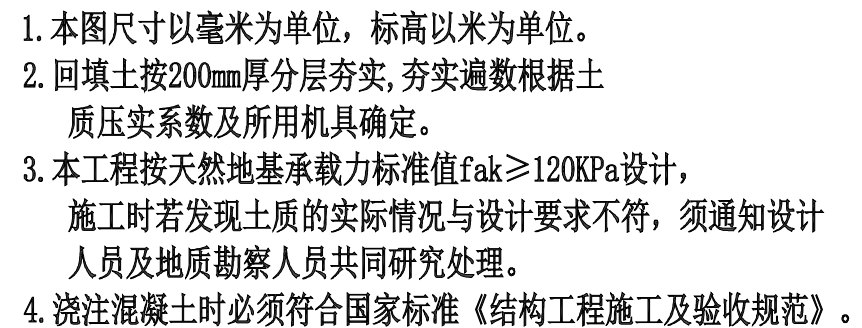 1.本图尺寸以毫米为单位，标高以米为单位。
2.回填土按200mm厚分层夯实,夯实遍数根据土
质压实系数及所用机具确定。
3.本工程按天然地基承载力标准值fak≥120KPa设计，
施工时若发现土质的实际情况与设计要求不符，须通知设计
人员及地质勘察人员共同研究处理。
4.浇注混凝土时必须符合国家标准《结构工程施工及验收规范》。